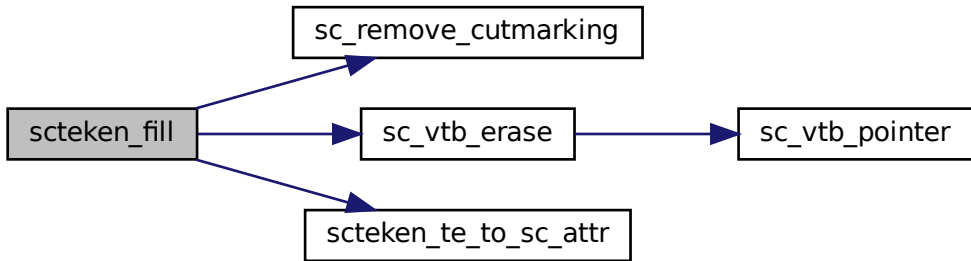 sc_remove_cutmarking
scteken_fill
sc_vtb_erase
sc_vtb_pointer
scteken_te_to_sc_attr